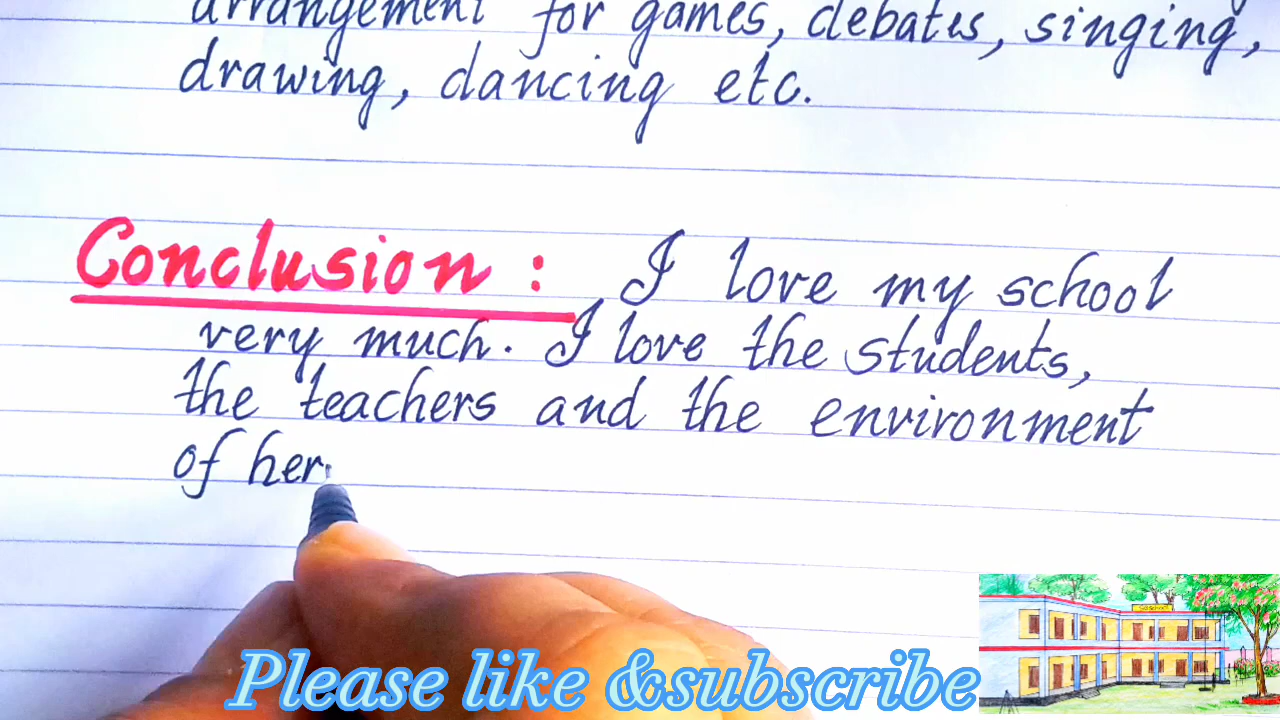 arrangement for games, debates, singing,
drawing, dancing etc.
Conclusion : I love my school
very much. I love the students,
the teachers and the environment
of her.
Please like &subscribe